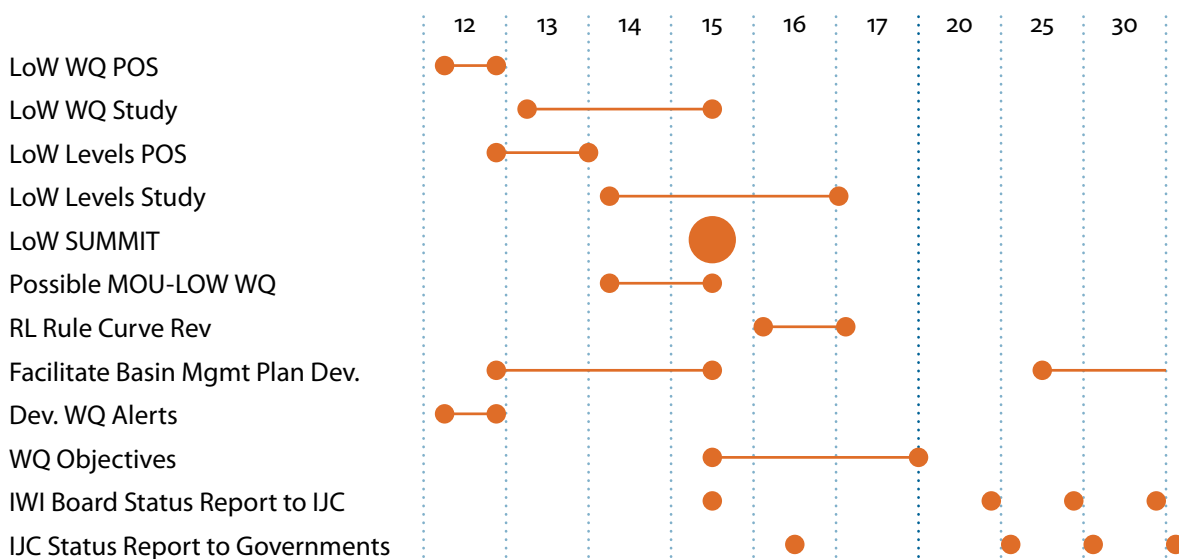 12 13 14 15 16 17 20 25 30
LoW WQ POS
LoW WQ Study
LoW Levels POS
LoW Levels Study
LoW SUMMIT
Possible MOU-LOW WQ
RL Rule Curve Rev
Facilitate Basin Mgmt Plan Dev.
Dev. WQ Alerts
WQ Objectives
IWI Board Status Report to IJC
IJC Status Report to Governments